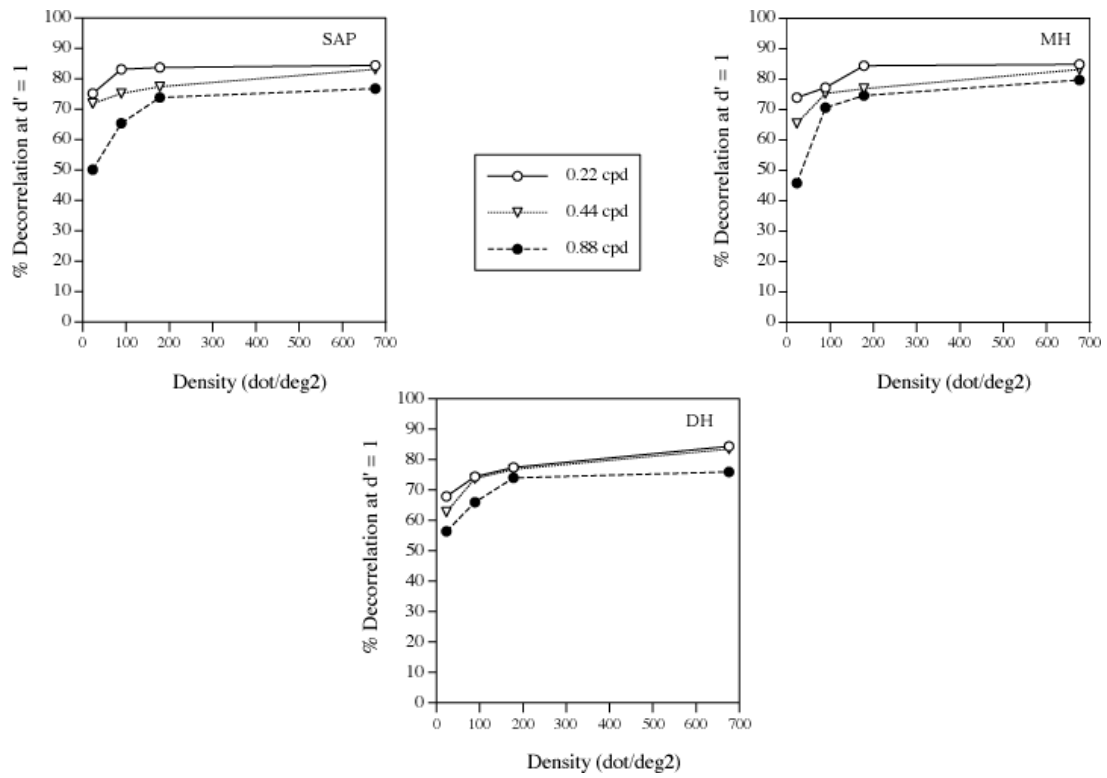 SAP
% Decorrelation at d' = 1
100
90
80
70
60
50
40
30
20
10
0
0 100 200 300 400 500 600 700
Density (dot/deg2)
0.22 cpd
0.44 cpd
0.88 cpd
MH
% Decorrelation at d' = 1
100
90
80
70
60
50
40
30
20
10
0
0 100 200 300 400 500 600 700
Density (dot/deg2)
DH
% Decorrelation at d' = 1
100
90
80
70
60
50
40
30
20
10
0
0 100 200 300 400 500 600 700
Density (dot/deg2)